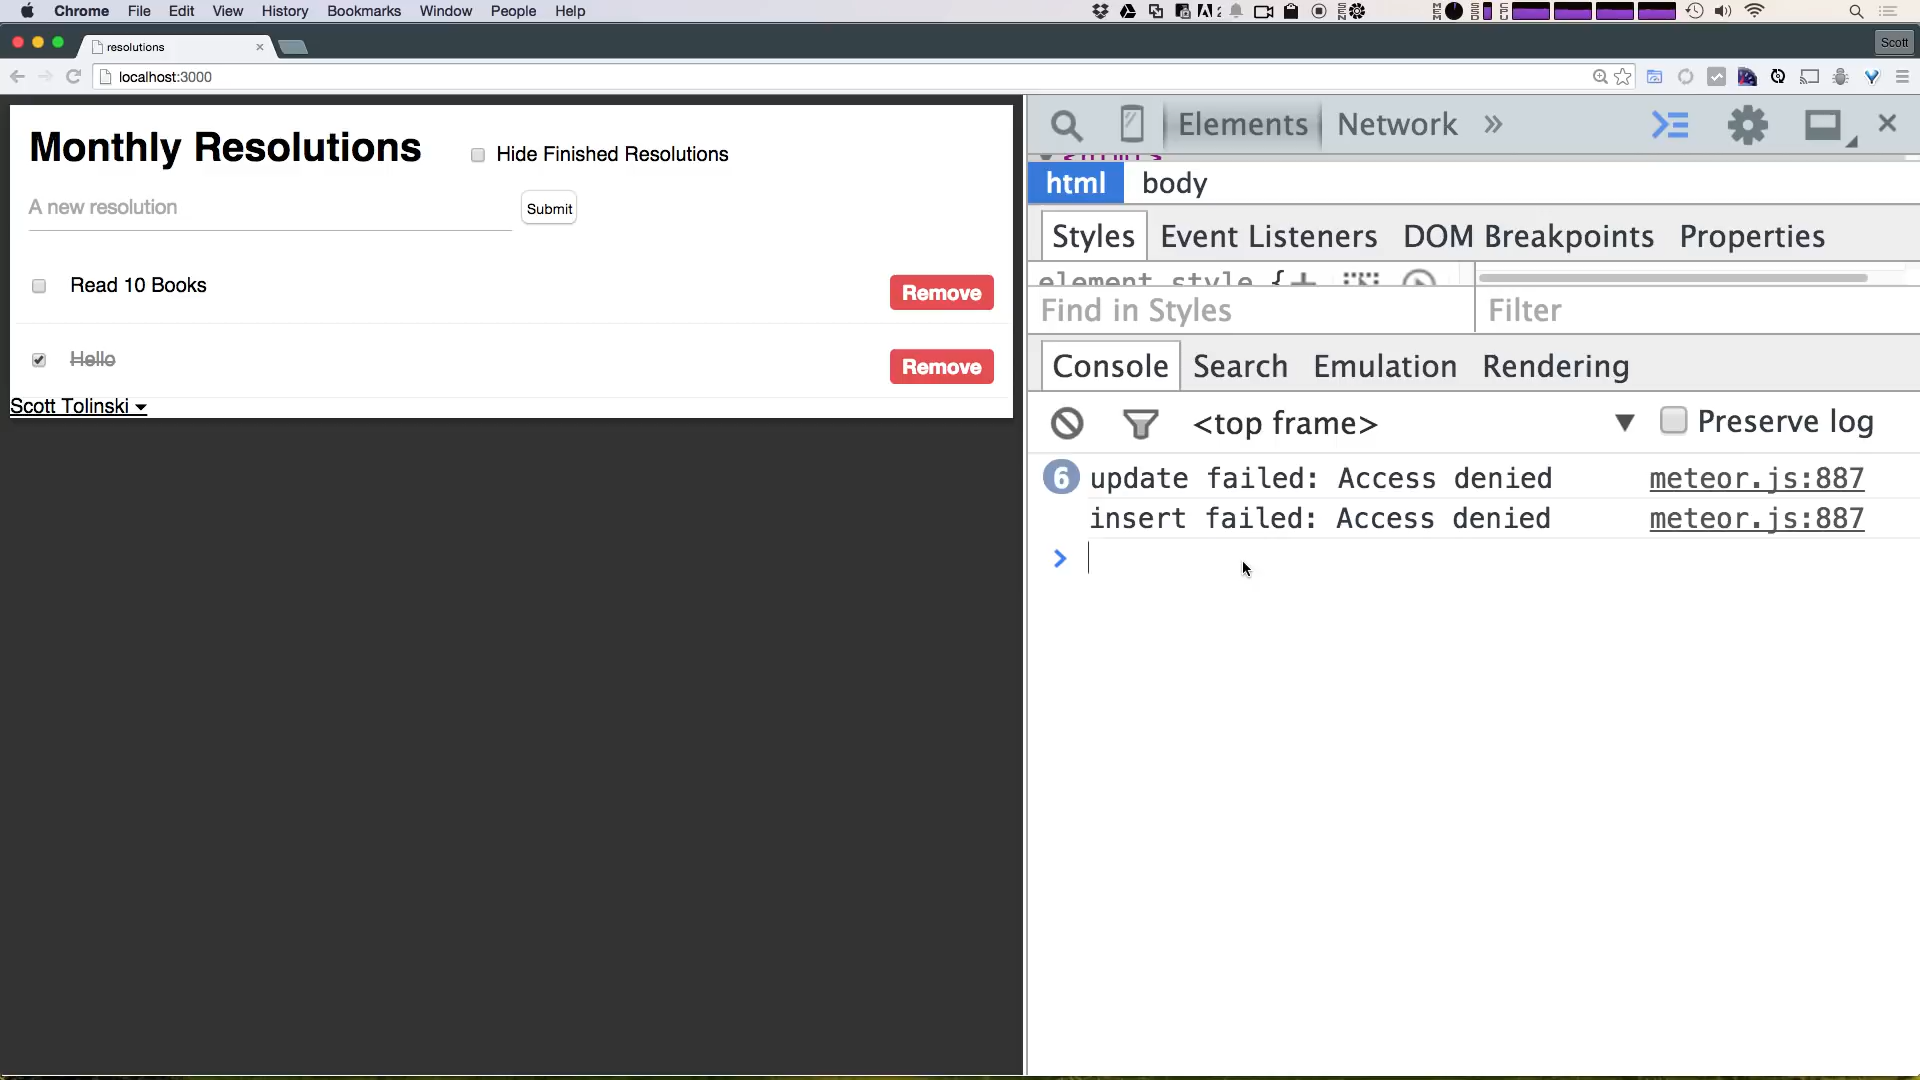 Chrome File Edit View History Bookmarks Window People Help
resolutions
Scott
localhost:3000
Monthly Resolutions
Hide Finished Resolutions
A new resolution
Submit
Read 10 Books
Remove
Hello
Remove
Scott Tolinski
Elements Network »
html body
Styles Event Listeners DOM Breakpoints Properties
element.style {
Find in Styles
Filter
Console Search Emulation Rendering
<top frame>
Preserve log
6 update failed: Access denied meteor.js:887
insert failed: Access denied meteor.js:887